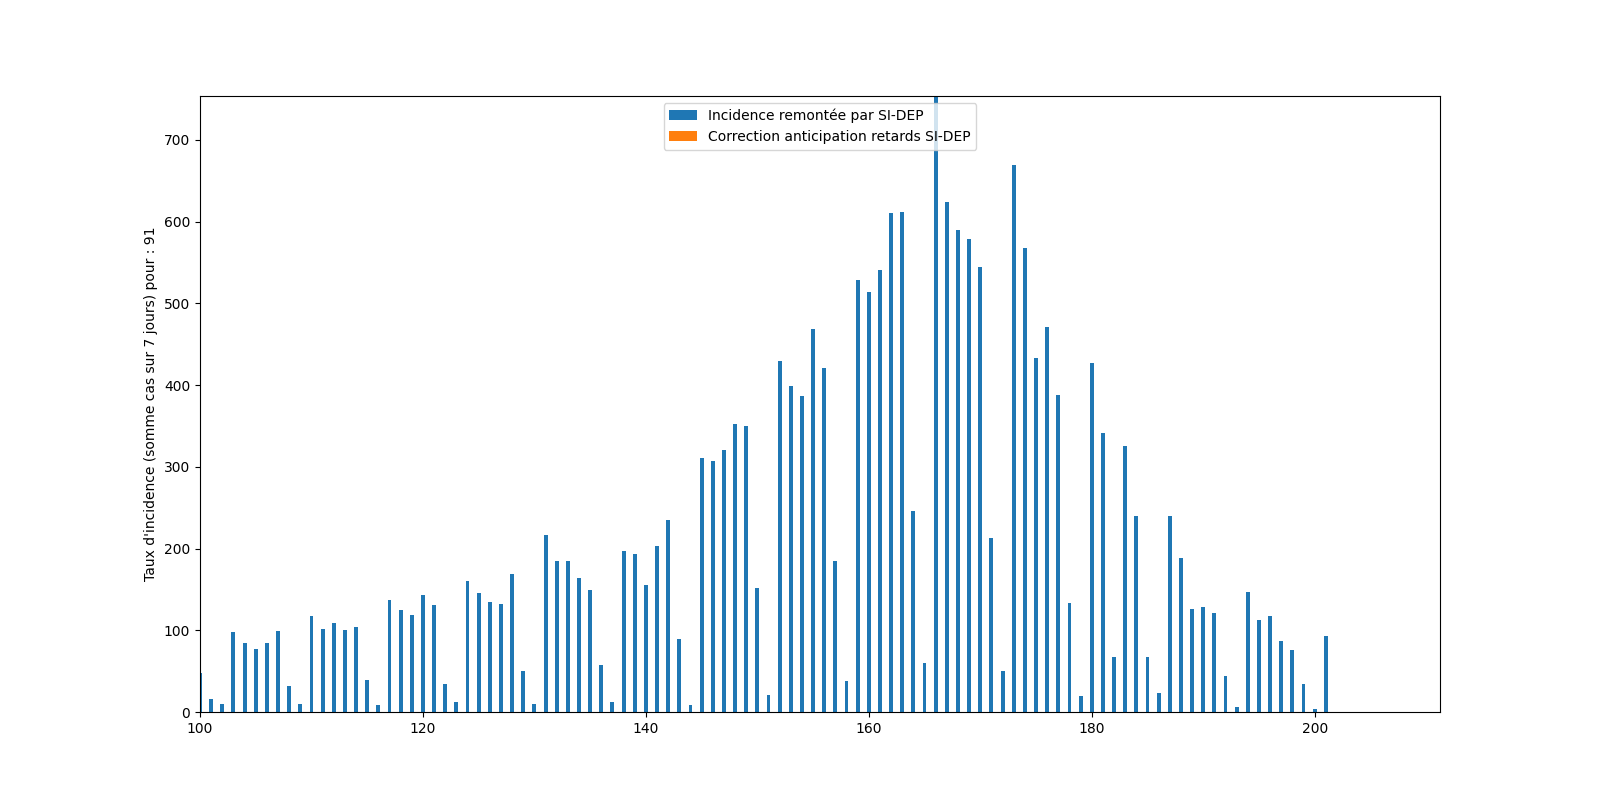 Incidence remontée par SI-DEP
Correction anticipation retards SI-DEP
Taux d'incidence (somme cas sur 7 jours) pour : 91
700
600
500
400
300
200
100
0
100 120 140 160 180 200